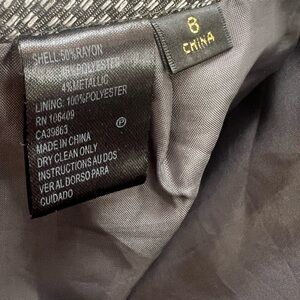 SHELL: 50%RAYON
POLYESTER
4%METALLIC
LINING: 100%POLYESTER
RN 106409
CA39863
MADE IN CHINA
DRY CLEAN ONLY
INSTRUCTIONS AU DOS
VER AL DORSO PARA
CUIDADO
P
8
CHINA